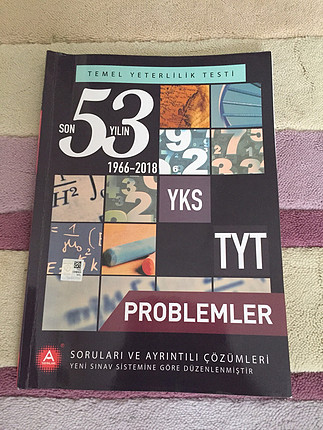 TEMEL YETERLİLİK TESTİ
SON 53 YILIN
1966-2018
YKS
TYT
PROBLEMLER
A
SORULARI VE AYRINTILI ÇÖZÜMLERİ
YENİ SINAV SİSTEMİNE GÖRE DÜZENLENMİŞTİR